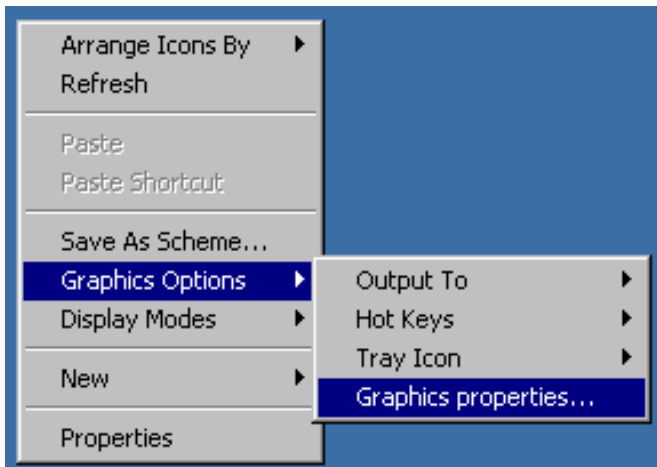 Arrange Icons By
Refresh
Paste
Paste Shortcut
Save As Scheme...
Graphics Options
Display Modes
New
Properties
Output To
Hot Keys
Tray Icon
Graphics properties...